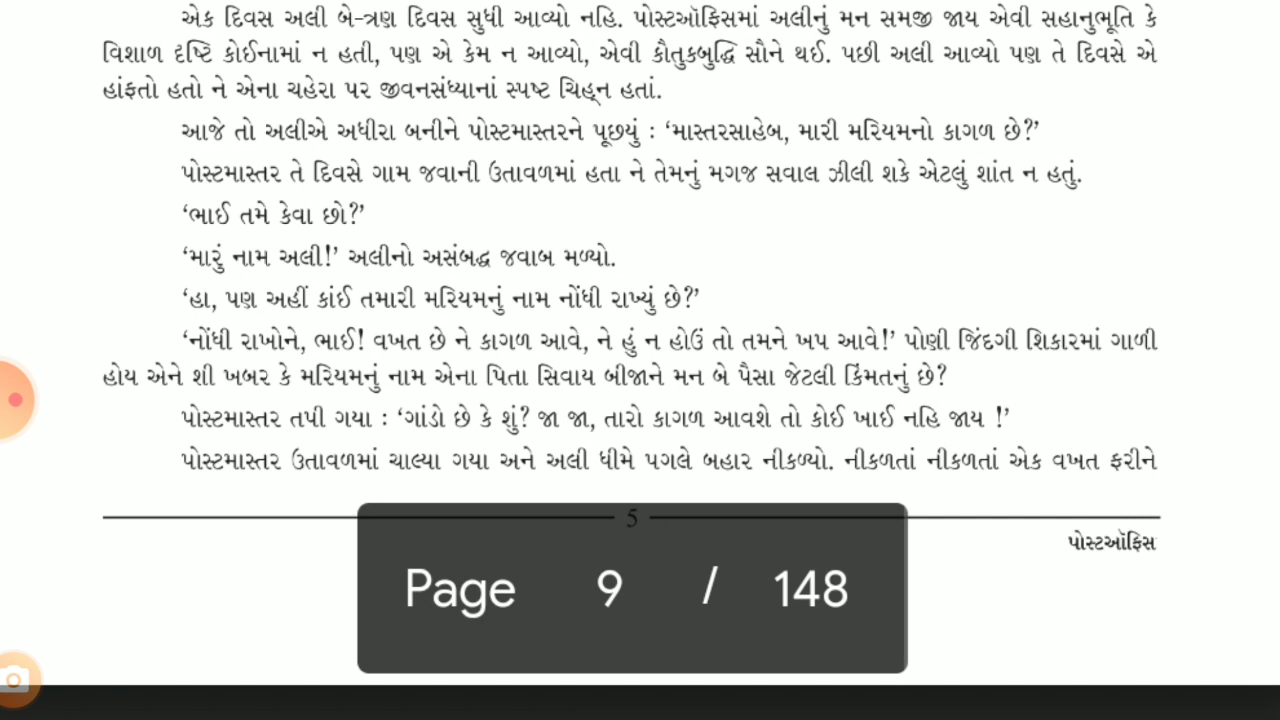 એક દિવસ અલી બે-ત્રણ દિવસ સુધી આવ્યો નહિ. પોસ્ટઑફિસમાં અલીનું મન સમજી જાય એવી સહાનુભૂતિ કે
વિશાળ દૃષ્ટિ કોઈનામાં ન હતી, પણ એ કેમ ન આવ્યો, એવી કૌતુકબુદ્ધિ સૌને થઈ. પછી અલી આવ્યો પણ તે દિવસે એ
હાંફતો હતો ને એના ચહેરા પર જીવનસંધ્યાનાં સ્પષ્ટ ચિહ્ન હતાં.
આજે તો અલીએ અધીરા બનીને પોસ્ટમાસ્તરને પૂછયું : ‘માસ્તરસાહેબ, મારી મરિયમનો કાગળ છે?’
પોસ્ટમાસ્તર તે દિવસે ગામ જવાની ઉતાવળમાં હતા ને તેમનું મગજ સવાલ ઝીલી શકે એટલું શાંત ન હતું.
‘ભાઈ તમે કેવા છો?’
‘મારું નામ અલી!’ અલીનો અસંબદ્ધ જવાબ મળ્યો.
‘હા, પણ અહીં કાંઈ તમારી મરિયમનું નામ નોંધી રાખ્યું છે?’
‘નોંધી રાખોને, ભાઈ! વખત છે ને કાગળ આવે, ને હું ન હોઉં તો તમને ખપ આવે!’ પોણી જિંદગી શિકારમાં ગાળી
હોય એને શી ખબર કે મરિયમનું નામ એના પિતા સિવાય બીજાને મન બે પૈસા જેટલી કિંમતનું છે?
પોસ્ટમાસ્તર તપી ગયા : ‘ગાંડો છે કે શું? જા જા, તારો કાગળ આવશે તો કોઈ ખાઈ નહિ જાય !’
પોસ્ટમાસ્તર ઉતાવળમાં ચાલ્યા ગયા અને અલી ધીમે પગલે બહાર નીકળ્યો. નીકળતાં નીકળતાં એક વખત ફરીને
5
પોસ્ટઑફિસ
Page 9 / 148